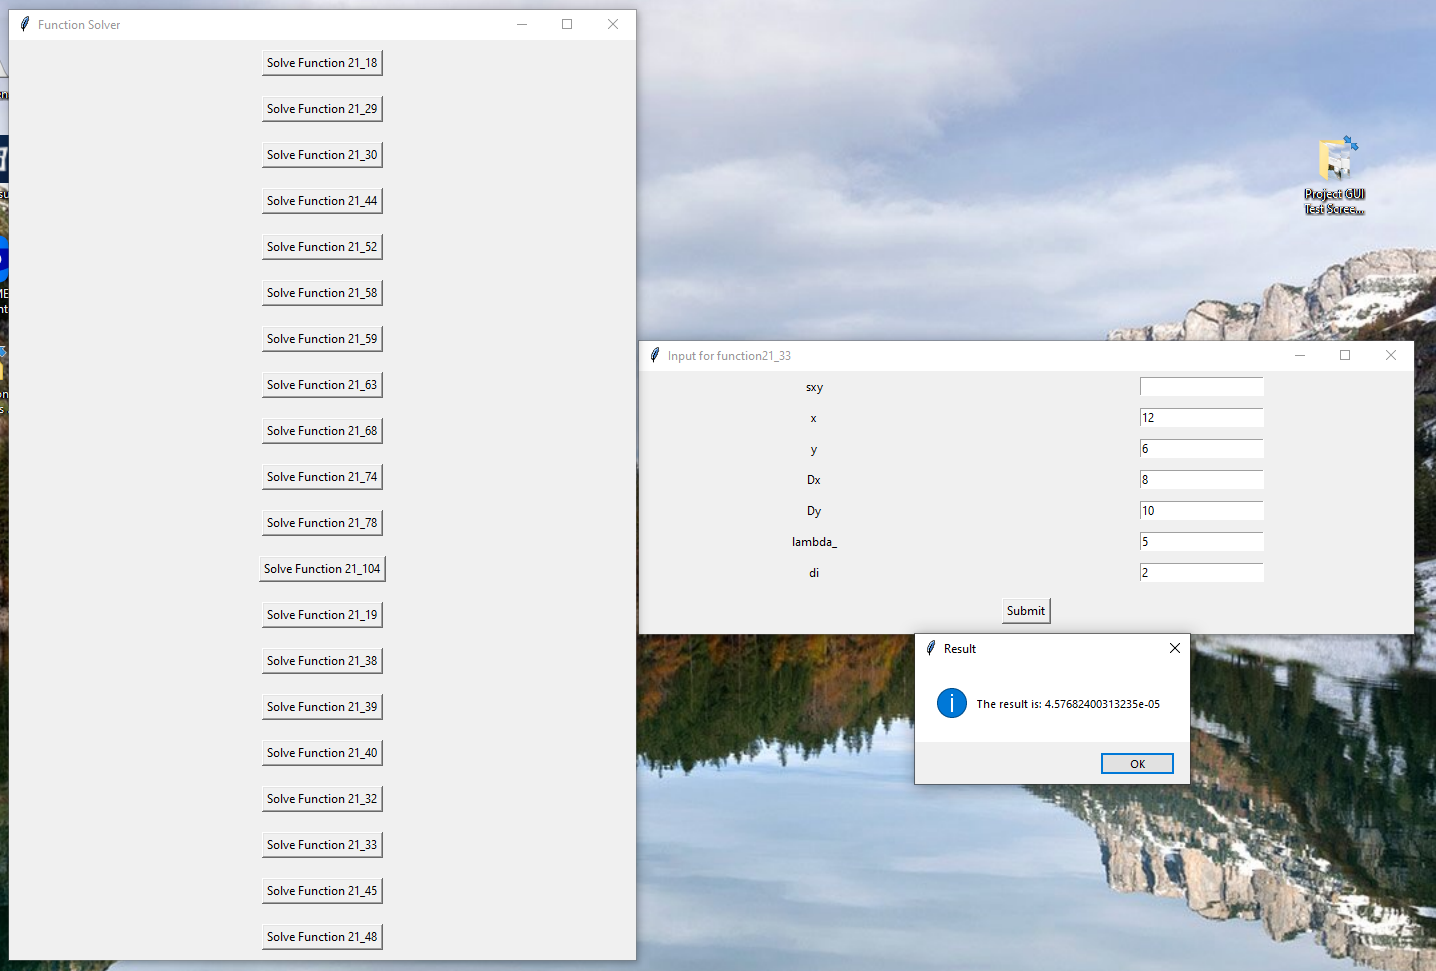 Function Solver
Solve Function 21_18
Solve Function 21_29
Solve Function 21_30
Solve Function 21_44
Solve Function 21_52
Solve Function 21_58
Solve Function 21_59
Solve Function 21_63
Solve Function 21_68
Solve Function 21_74
Solve Function 21_78
Solve Function 21_104
Solve Function 21_19
Solve Function 21_38
Solve Function 21_39
Solve Function 21_40
Solve Function 21_32
Solve Function 21_33
Solve Function 21_45
Solve Function 21_48
Project GUI
Test Scree...
Input for function21_33
sxy
x 12
y 6
Dx 8
Dy 10
lambda_ 5
di 2
Submit
Result
The result is: 4.57682400313235e-05
OK